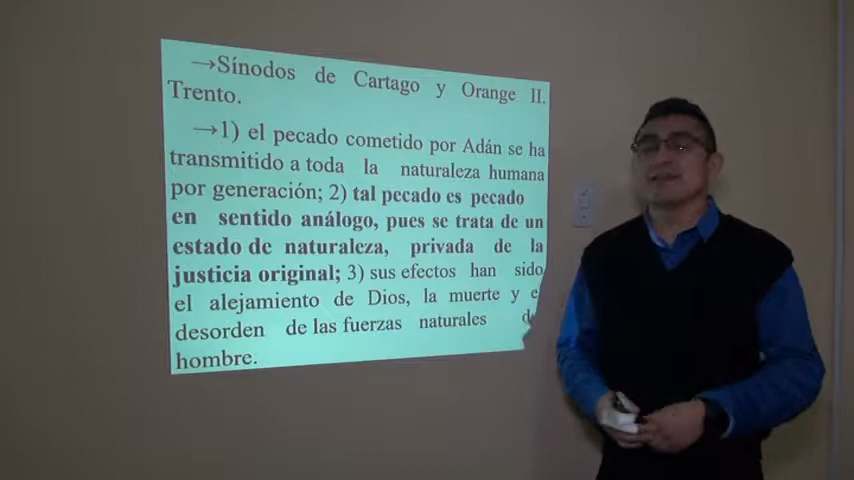 →Sínodos de Cartago y Orange II.
Trento.
→1) el pecado cometido por Adán se ha
transmitido a toda la naturaleza humana
por generación; 2) tal pecado es pecado
en sentido análogo, pues se trata de un
estado de naturaleza, privada de la
justicia original; 3) sus efectos han sido
el alejamiento de Dios, la muerte y
desorden de las fuerzas naturales
hombre.